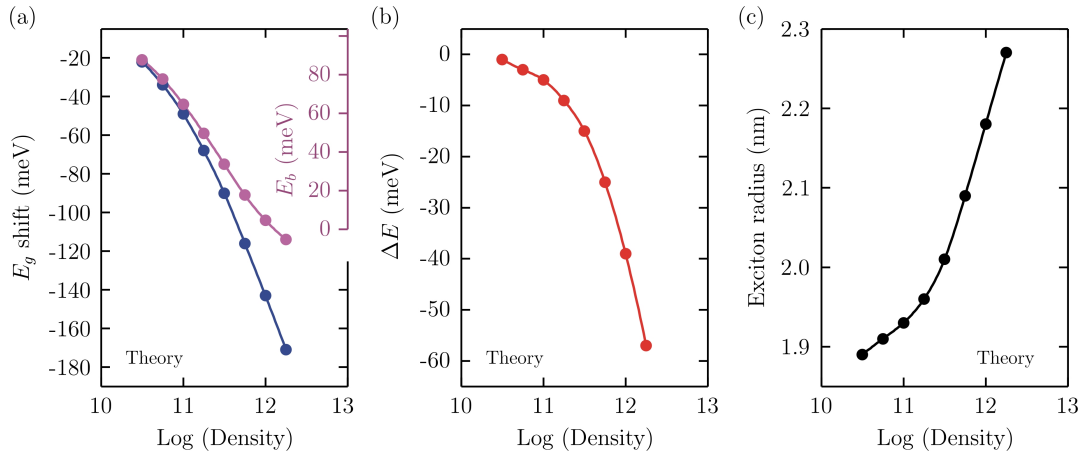 (a)
-20
-40
-60
-80
-100
-120
-140
-160
-180
E_g shift (meV)
80
60
40
20
0
E_b (meV)
Theory
10 11 12 13
Log (Density)
(b)
0
-10
-20
-30
-40
-50
-60
ΔE (meV)
Theory
10 11 12 13
Log (Density)
(c)
2.3
2.2
2.1
2.0
1.9
Exciton radius (nm)
Theory
10 11 12 13
Log (Density)